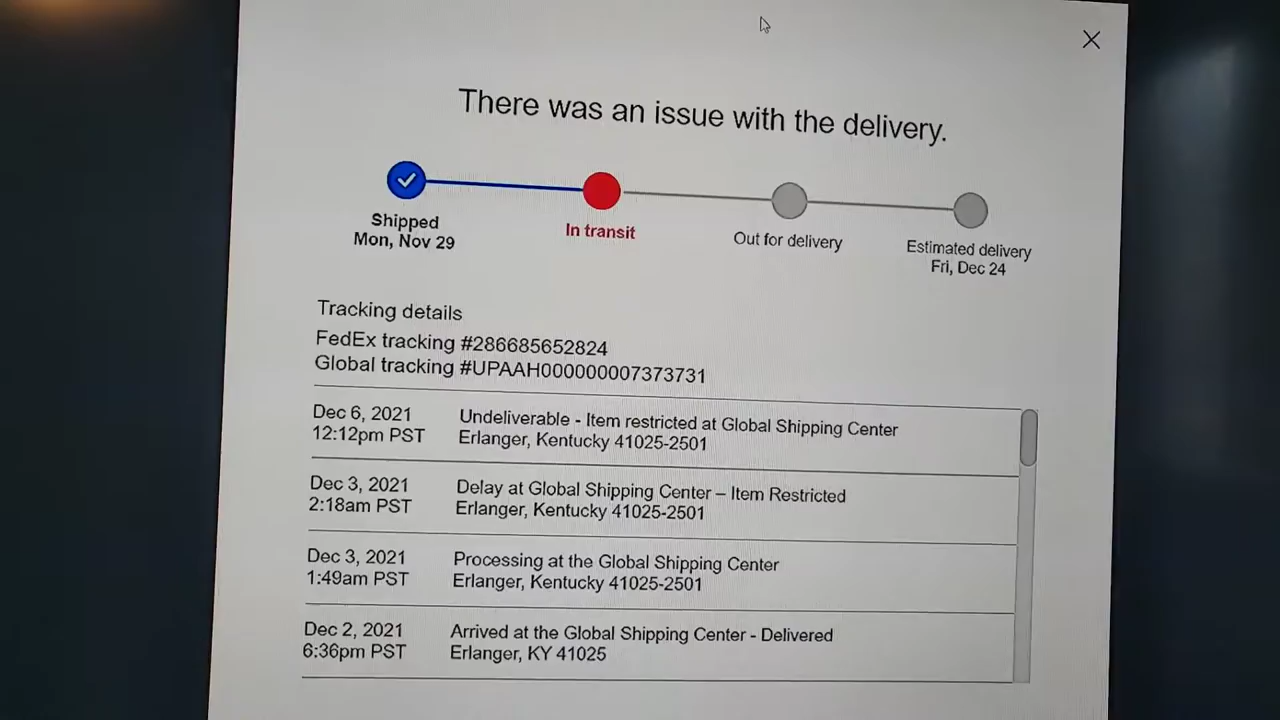 There was an issue with the delivery.
Shipped
Mon, Nov 29
In transit
Out for delivery
Estimated delivery
Fri, Dec 24
Tracking details
FedEx tracking #286685652824
Global tracking #UPAAH000000007373731
Dec 6, 2021
12:12pm PST
Undeliverable - Item restricted at Global Shipping Center
Erlanger, Kentucky 41025-2501
Dec 3, 2021
2:18am PST
Delay at Global Shipping Center – Item Restricted
Erlanger, Kentucky 41025-2501
Dec 3, 2021
1:49am PST
Processing at the Global Shipping Center
Erlanger, Kentucky 41025-2501
Dec 2, 2021
6:36pm PST
Arrived at the Global Shipping Center - Delivered
Erlanger, KY 41025